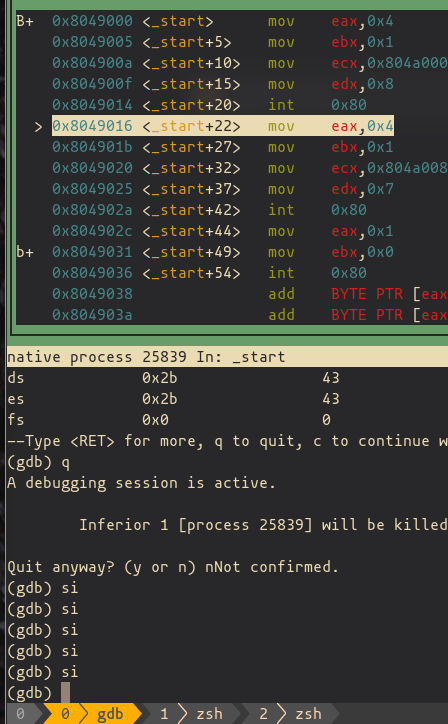 B+ 0x8049000 <_start> mov eax,0x4
0x8049005 <_start+5> mov ebx,0x1
0x804900a <_start+10> mov ecx,0x804a000
0x804900f <_start+15> mov edx,0x8
0x8049014 <_start+20> int 0x80
> 0x8049016 <_start+22> mov eax,0x4
0x804901b <_start+27> mov ebx,0x1
0x8049020 <_start+32> mov ecx,0x804a008
0x8049025 <_start+37> mov edx,0x7
0x804902a <_start+42> int 0x80
0x804902c <_start+44> mov eax,0x1
b+ 0x8049031 <_start+49> mov ebx,0x0
0x8049036 <_start+54> int 0x80
0x8049038 add BYTE PTR [eax
0x804903a add BYTE PTR [eax
native process 25839 In: _start
ds 0x2b 43
es 0x2b 43
fs 0x0 0
--Type <RET> for more, q to quit, c to continue w
(gdb) q
A debugging session is active.
Inferior 1 [process 25839] will be killed
Quit anyway? (y or n) nNot confirmed.
(gdb) si
(gdb) si
(gdb) si
(gdb) si
(gdb) si
(gdb)
0 0 gdb 1 zsh 2 zsh